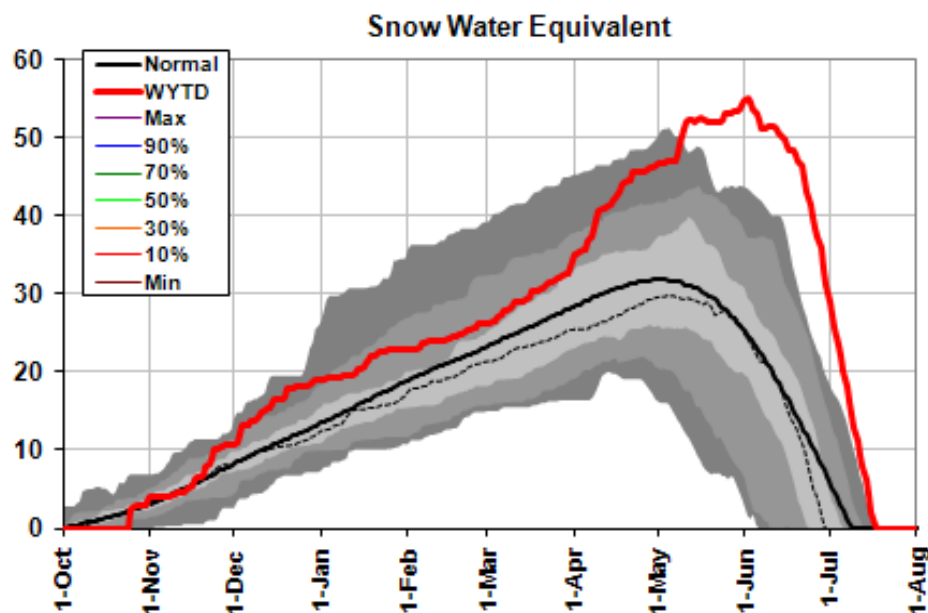 Snow Water Equivalent
60
50
40
30
20
10
0
Normal
WYTD
Max
90%
70%
50%
30%
10%
Min
1-Oct
1-Nov
1-Dec
1-Jan
1-Feb
1-Mar
1-Apr
1-May
1-Jun
1-Jul
1-Aug